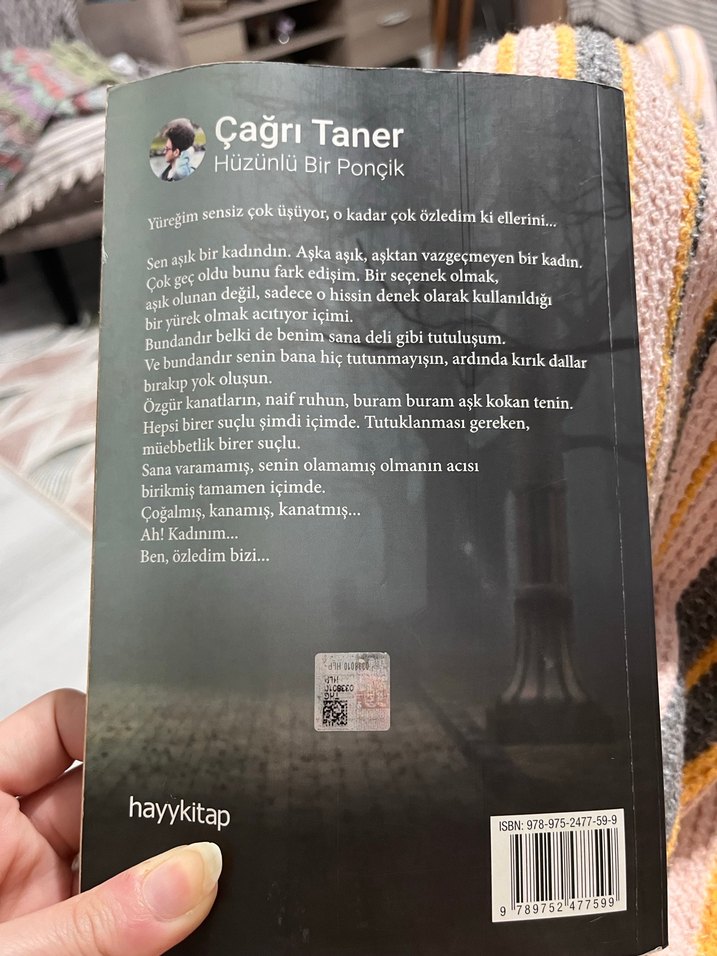 Çağrı Taner
Hüzünlü Bir Ponçik
Yüreğim sensiz çok üşüyor, o kadar çok özledim ki ellerini...
Sen aşık bir kadındın. Aşka aşık, aşktan vazgeçmeyen bir kadın.
Çok geç oldu bunu fark edişim. Bir seçenek olmak,
aşık olunan değil, sadece o hissin denek olarak kullanıldığı
bir yürek olmak acıtıyor içimi.
Bundandır belki de benim sana deli gibi tutuluşum.
Ve bundandır senin bana hiç tutunmayışın, ardında kırık dallar
bırakıp yok oluşun.
Özgür kanatların, naif ruhun, buram buram aşk kokan tenin.
Hepsi birer suçlu şimdi içimde. Tutuklanması gereken,
müebbetlik birer suçlu.
Sana varamamış, senin olamamış olmanın acısı
birikmiş tamamen içimde.
Çoğalmış, kanamış, kanatmış...
Ah! Kadınım...
Ben, özledim bizi...
0338010 HLP
0338010
HLP
hayykitap
ISBN: 978-975-2477-59-9
9 789752 477599